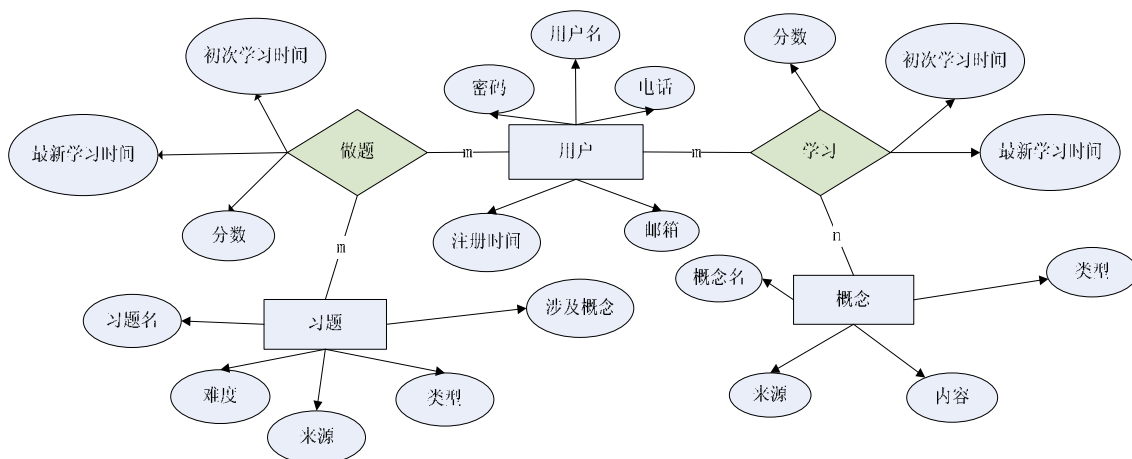 用户名
分数
初次学习时间
初次学习时间
密码
电话
最新学习时间
做题
m
用户
m
学习
最新学习时间
分数
注册时间
邮箱
m
n
概念名
类型
习题名
习题
涉及概念
概念
难度
来源
类型
来源
内容